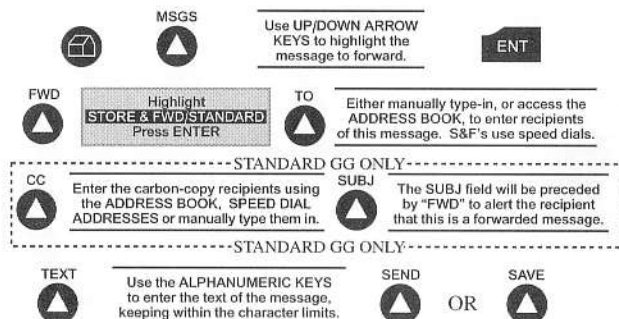 MSGS
Use UP/DOWN ARROW
KEYS to highlight the
message to forward.
ENT
FWD
Highlight
STORE & FWD/STANDARD
Press ENTER
TO
Either manually type-in, or access the
ADDRESS BOOK, to enter recipients
of this message. S&F's use speed dials.
STANDARD GG ONLY
CC
Enter the carbon-copy recipients using
the ADDRESS BOOK, SPEED DIAL
ADDRESSES or manually type them in.
SUBJ
The SUBJ field will be preceded
by "FWD" to alert the recipient
that this is a forwarded message.
STANDARD GG ONLY
TEXT
Use the ALPHANUMERIC KEYS
to enter the text of the message,
keeping within the character limits.
SEND
OR
SAVE